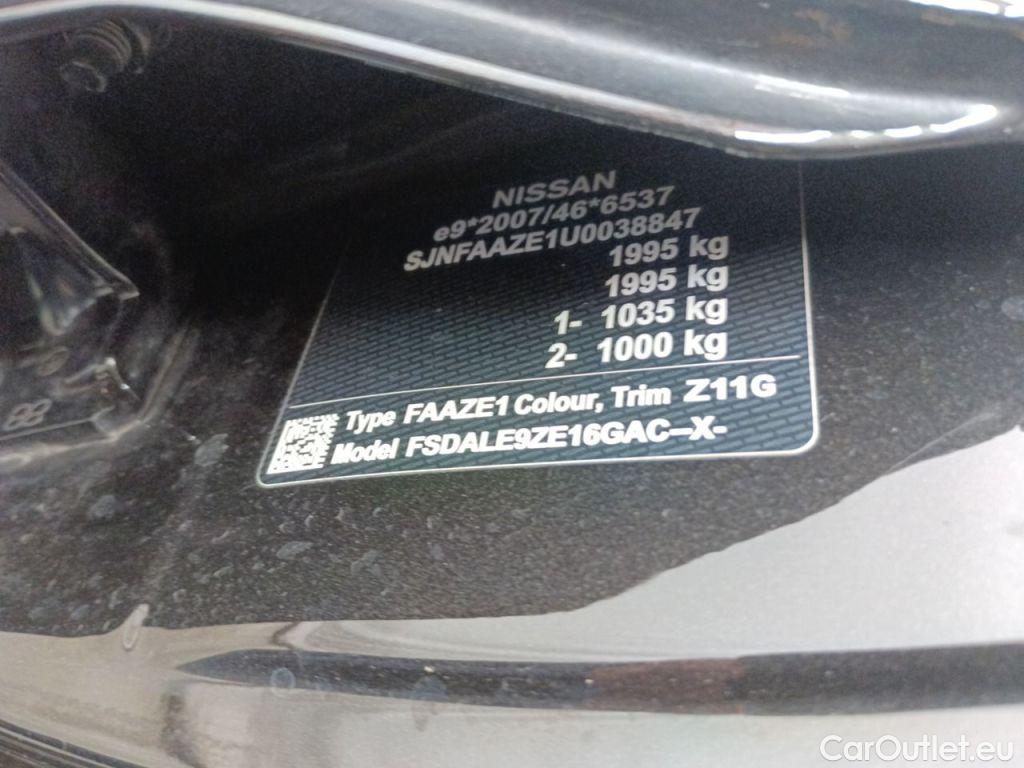 NISSAN
e9*2007/46*6537
SJNFAAZE1U0038847
1995 kg
1995 kg
1- 1035 kg
2- 1000 kg
Type FAAZE1 Colour, Trim Z11G
Model FSDALE9ZE16GAC-X-
CarOutlet.eu